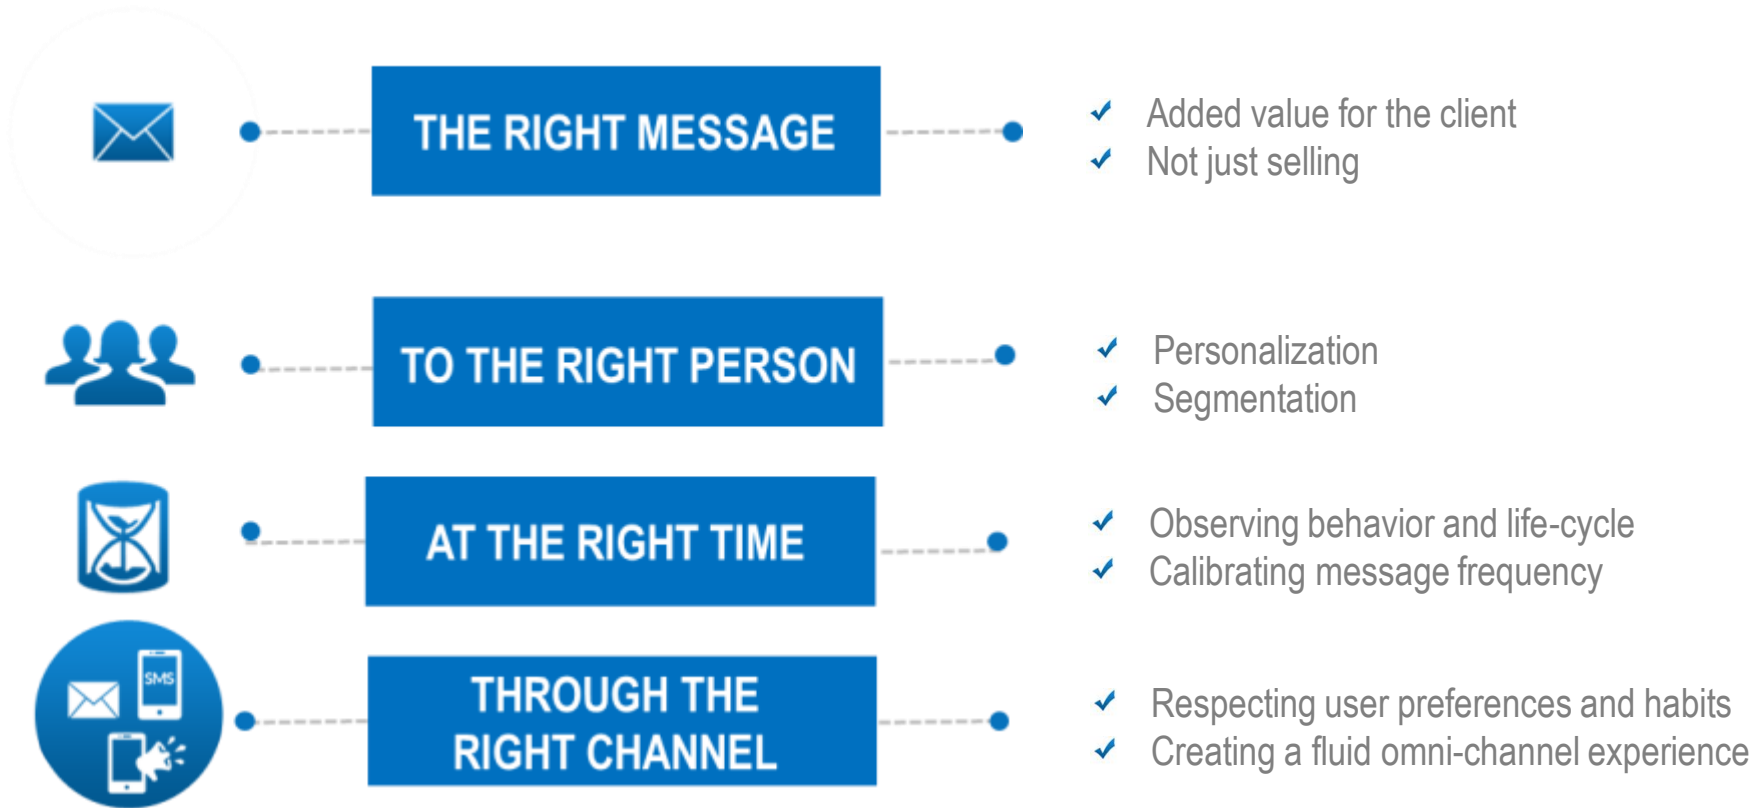 THE RIGHT MESSAGE
Added value for the client
Not just selling
TO THE RIGHT PERSON
Personalization
Segmentation
AT THE RIGHT TIME
Observing behavior and life-cycle
Calibrating message frequency
SMS
THROUGH THE
RIGHT CHANNEL
Respecting user preferences and habits
Creating a fluid omni-channel experience